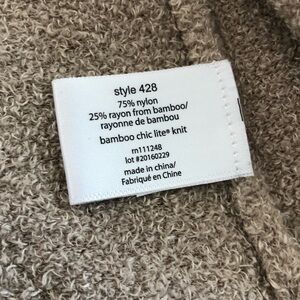 style 428
75% nylon
25% rayon from bamboo/
rayonne de bambou
bamboo chic lite® knit
rn111248
lot #20160229
made in china/
Fabriqué en Chine